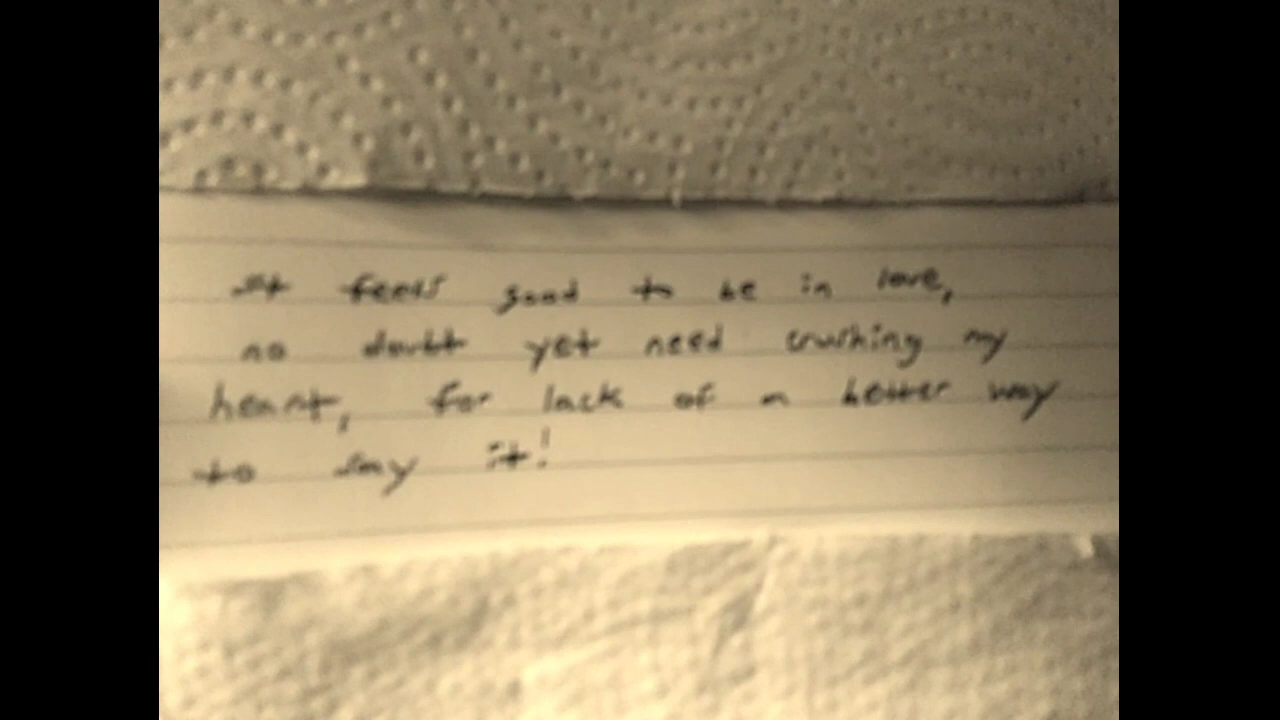 It feels good to be in love,
no doubt yet need crushing my
heart, for lack of a better way
to say it!